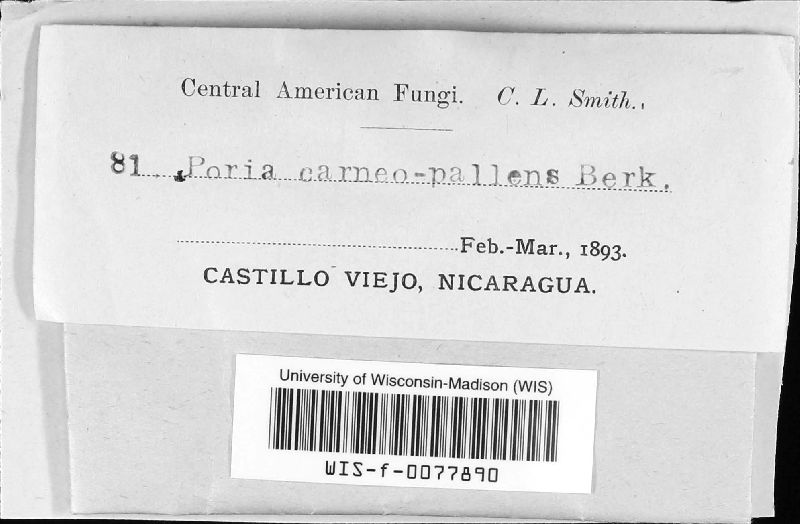 Central American Fungi. C. L. Smith.
81 Poria carneo-pallens Berk.
Feb.-Mar., 1893.
CASTILLO VIEJO, NICARAGUA.
University of Wisconsin-Madison (WIS)
WIS-f-0077890